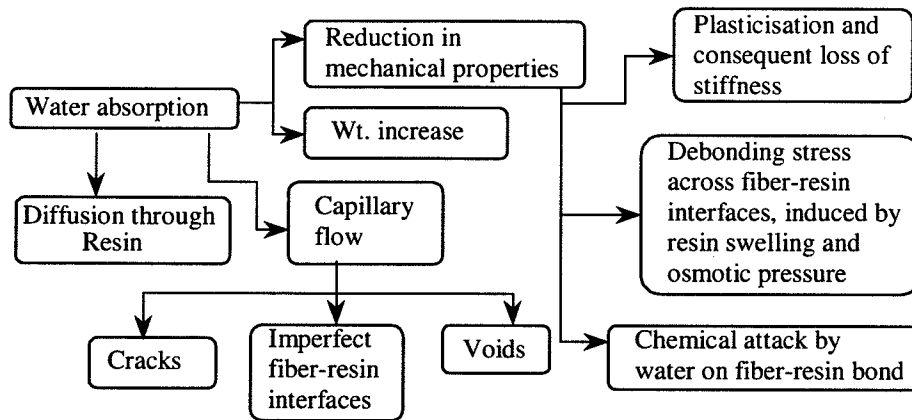 Reduction in
mechanical properties
Plasticisation and
consequent loss of
stiffness
Water absorption
Wt. increase
Debonding stress
across fiber-resin
interfaces, induced by
resin swelling and
osmotic pressure
Diffusion through
Resin
Capillary
flow
Cracks
Imperfect
fiber-resin
interfaces
Voids
Chemical attack by
water on fiber-resin bond